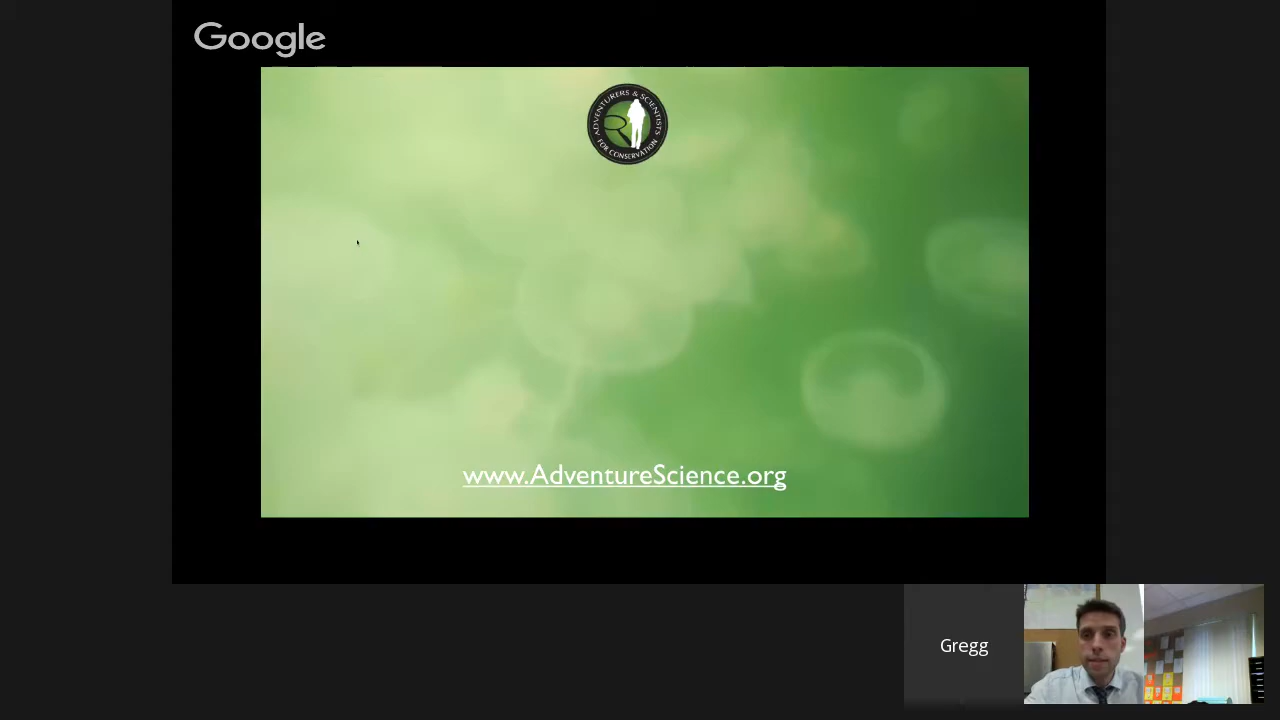 Google
ADVENTURERS & SCIENTISTS
FOR CONSERVATION
www.AdventureScience.org
Gregg